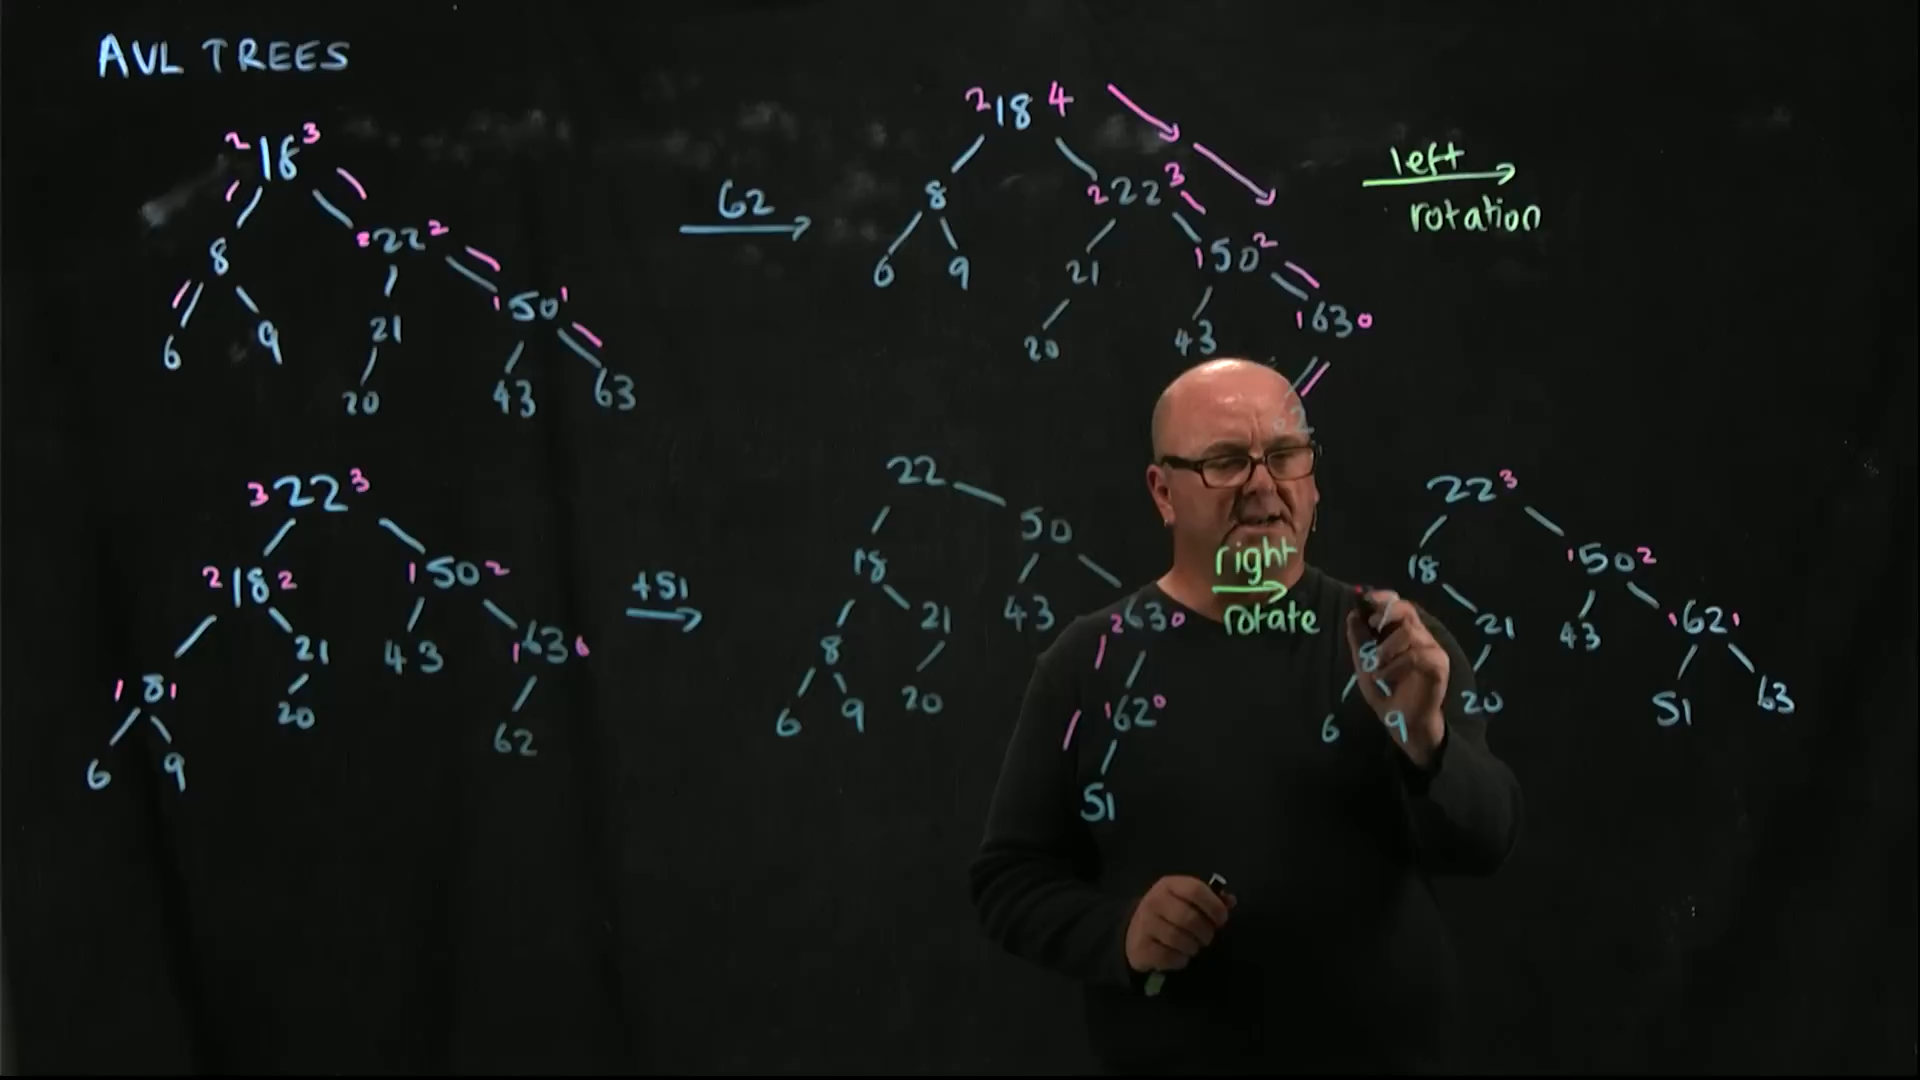 AVL TREES
2 18 3
8
2 22 2
6
9
21
1 50 1
20
43
63
62
2 18 4
8
2 22 3
6
9
21
1 50 2
20
43
1 63 0
62
left
rotation
3 22 3
2 18 2
1 50 2
1 8 1
21
43
1 63 0
6
9
20
62
+51
22
18
50
8
21
43
2 63 0
6
9
20
1 62 0
51
right
rotate
22 3
18
1 50 2
8
21
43
1 62 1
6
9
20
51
63